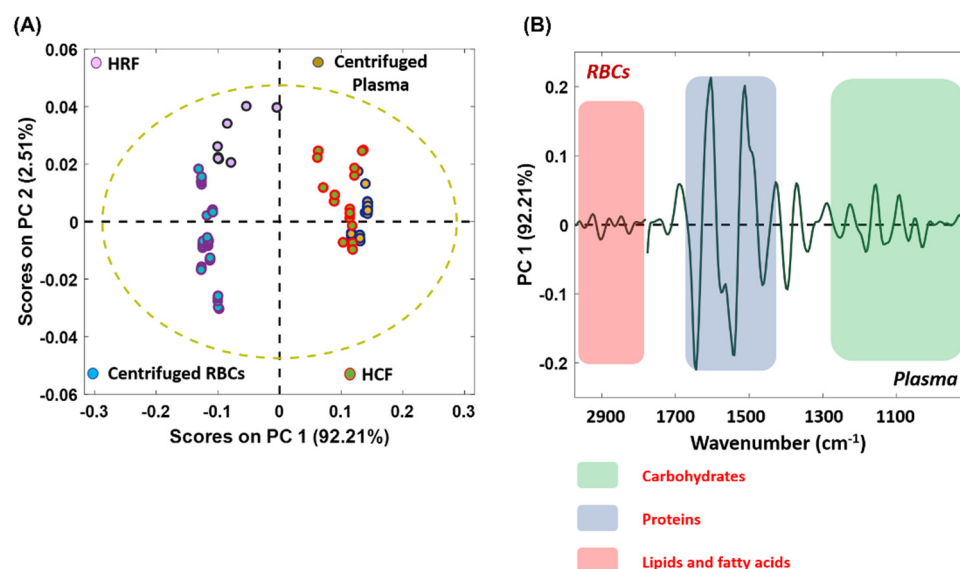 (A)
0.06
0.04
0.02
0
-0.02
-0.04
-0.06
Scores on PC 2 (2.51%)
HRF
Centrifuged
Plasma
Centrifuged RBCs
HCF
-0.3
-0.2
-0.1
0
0.1
0.2
0.3
Scores on PC 1 (92.21%)
(B)
0.2
0.1
0
-0.1
-0.2
PC 1 (92.21%)
RBCs
Plasma
2900
1700
1500
1300
1100
Wavenumber (cm⁻¹)
Carbohydrates
Proteins
Lipids and fatty acids